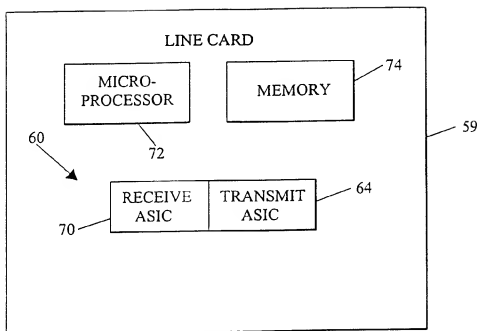 LINE CARD
MICRO-
PROCESSOR
MEMORY
74
72
59
60
RECEIVE
ASIC
TRANSMIT
ASIC
64
70